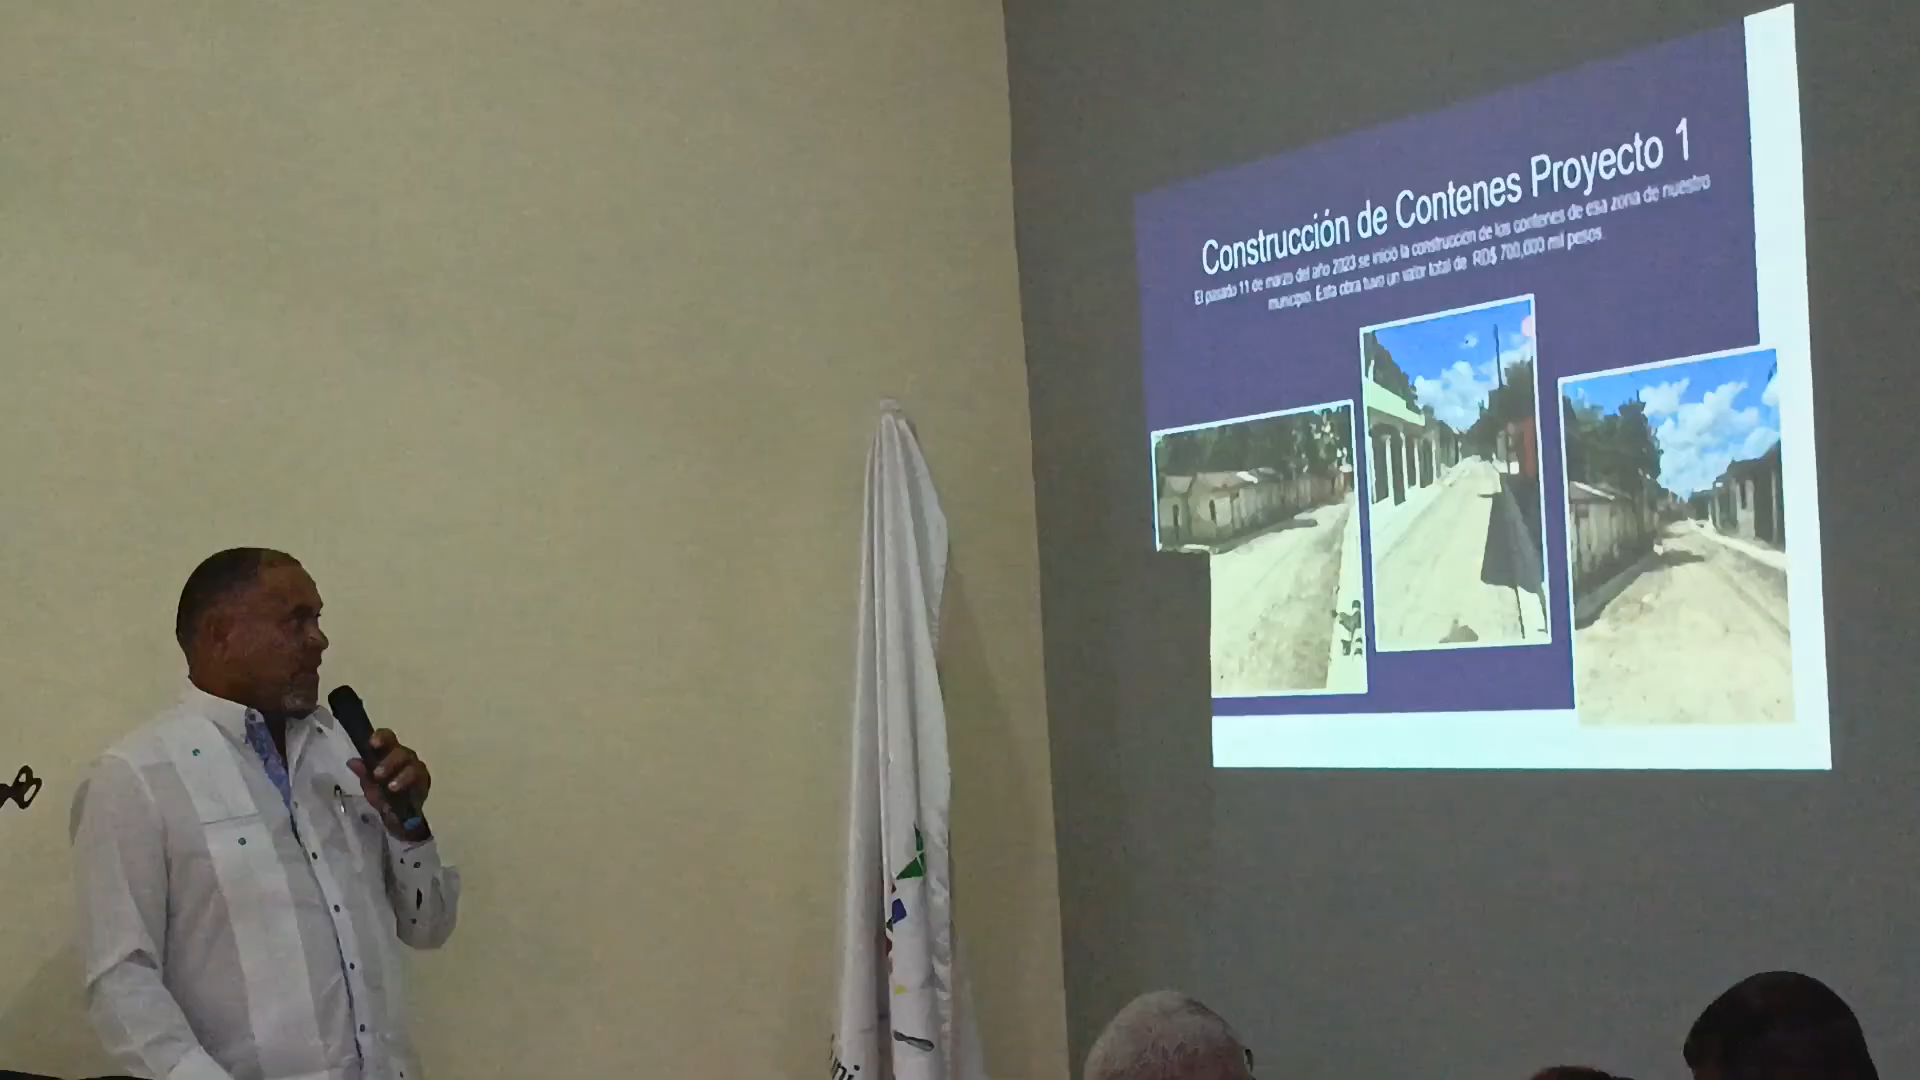 Construcción de Contenes Proyecto 1
El pasado 11 de marzo del año 2023 se inició la construcción de los contenes de esa zona de nuestro
municipio. Esta obra tuvo un valor total de RD$ 700,000 mil pesos.